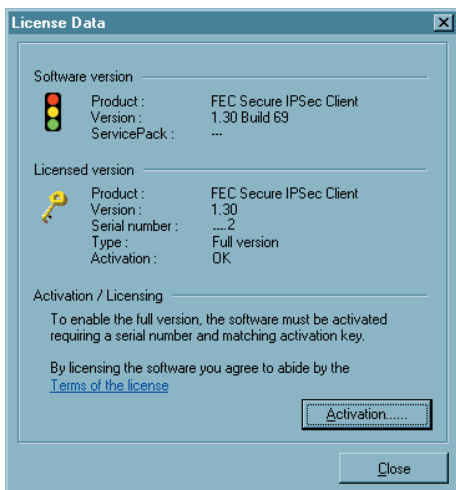 License Data
Software version
Product : FEC Secure IPSec Client
Version : 1.30 Build 69
ServicePack : ---
Licensed version
Product : FEC Secure IPSec Client
Version : 1.30
Serial number : ....2
Type : Full version
Activation : OK
Activation / Licensing
To enable the full version, the software must be activated
requiring a serial number and matching activation key.
By licensing the software you agree to abide by the
Terms of the license
Activation......
Close